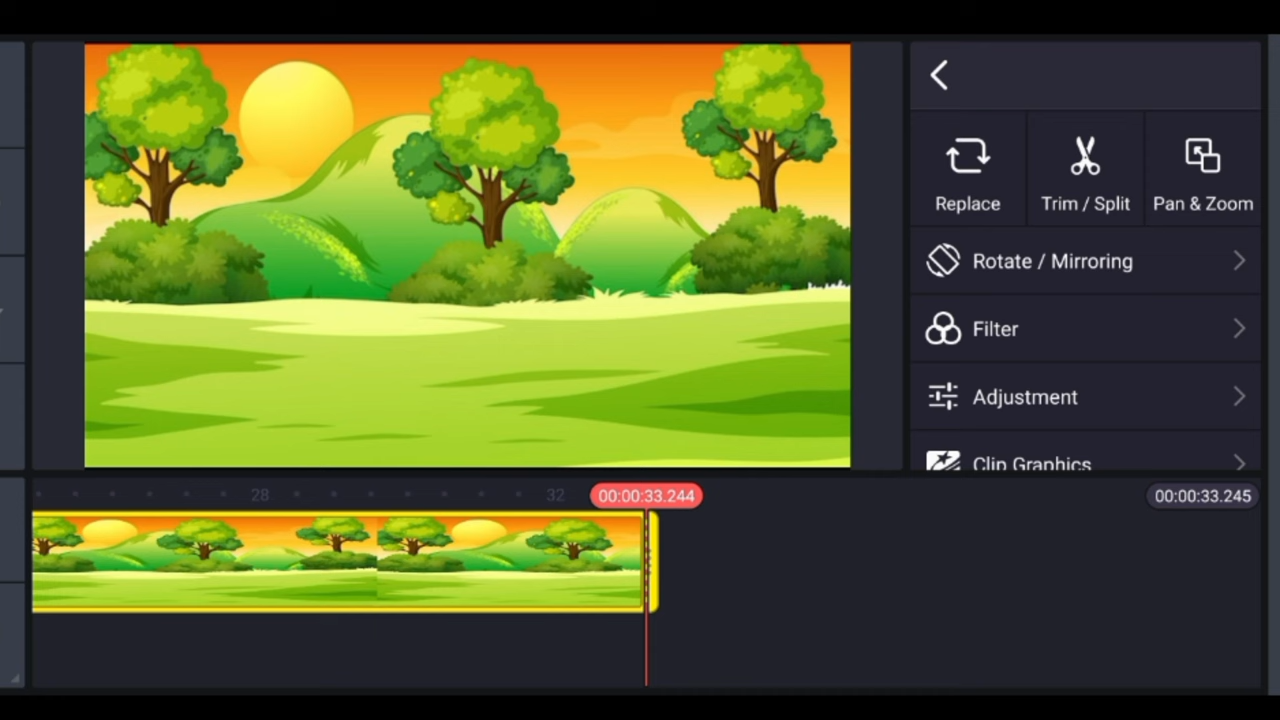 Replace
Trim / Split
Pan & Zoom
Rotate / Mirroring
Filter
Adjustment
Clip Graphics
28
32
00:00:33.244
00:00:33.245